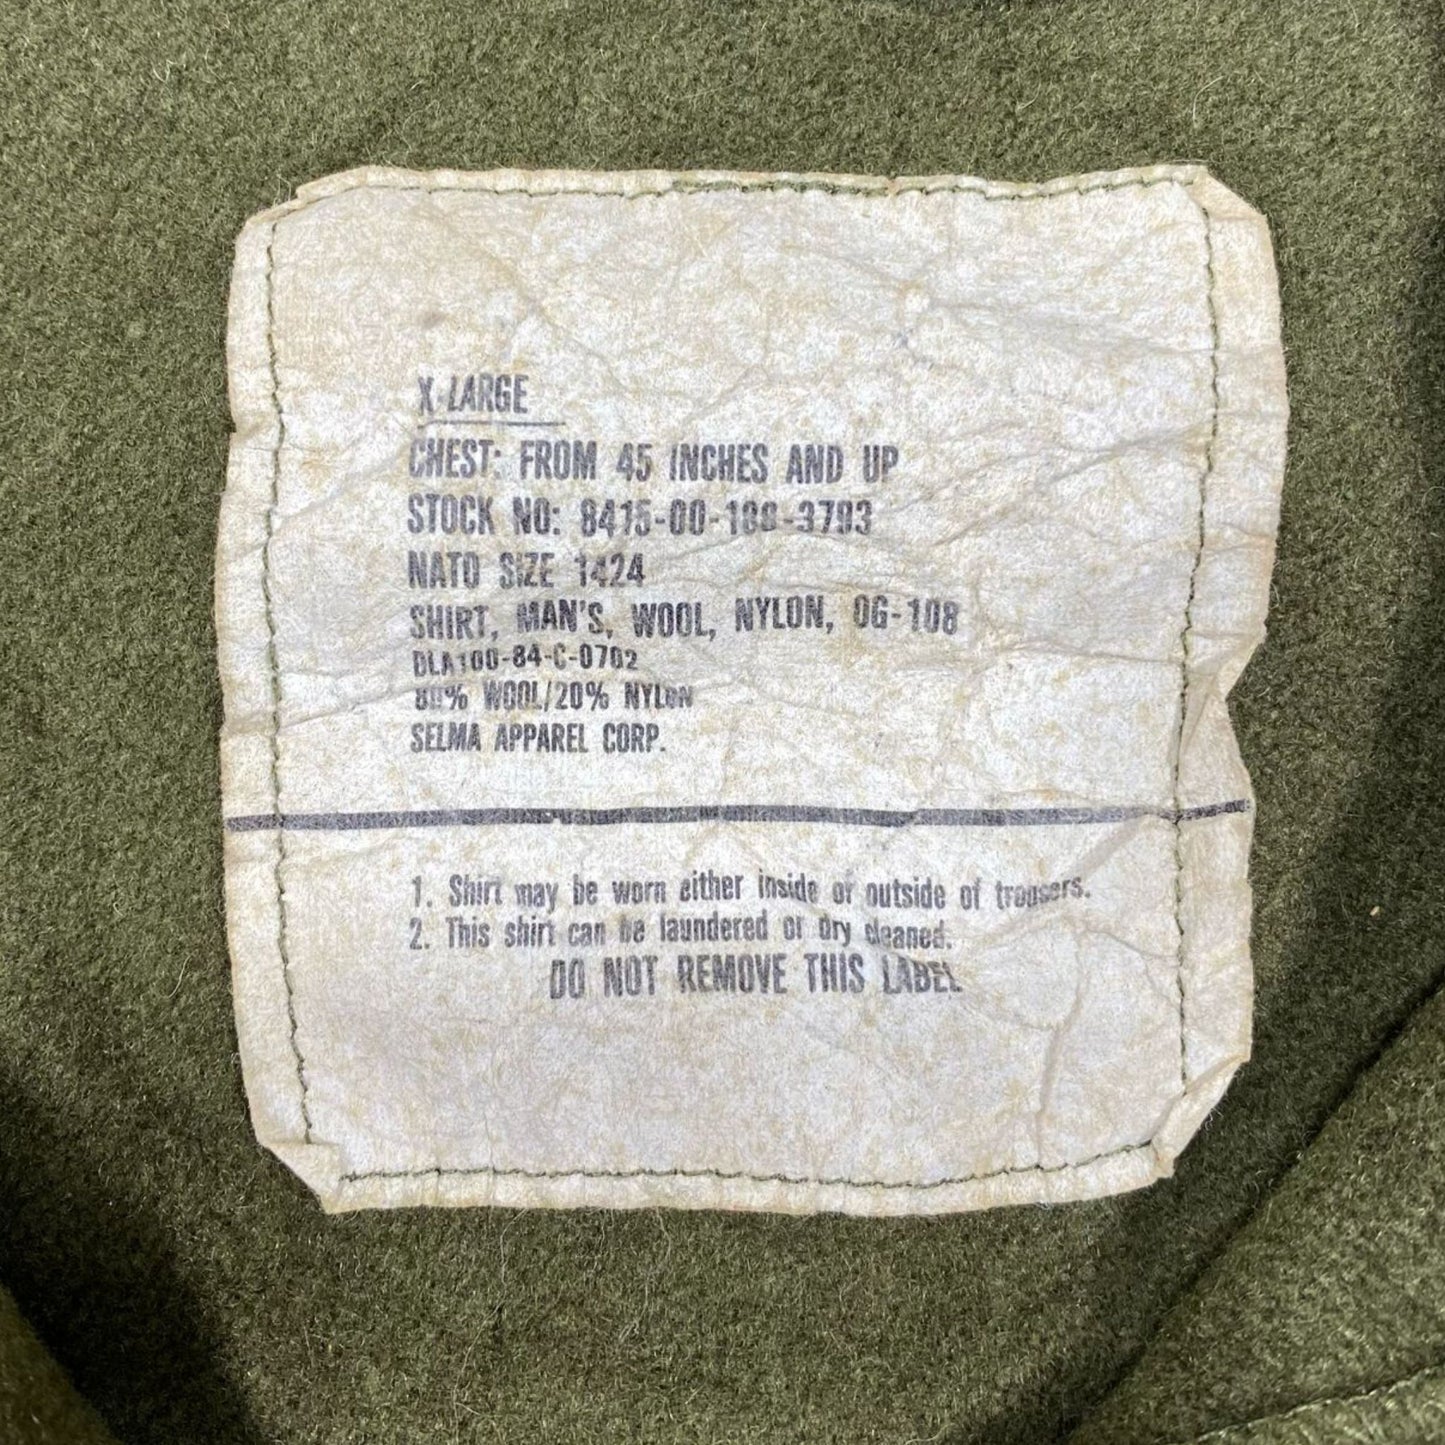 X-LARGE
CHEST: FROM 45 INCHES AND UP
STOCK NO: 8415-00-188-3793
NATO SIZE 1424
SHIRT, MAN'S, WOOL, NYLON, OG-108
DLA100-84-C-0702
80% WOOL/20% NYLON
SELMA APPAREL CORP.
1. Shirt may be worn either inside or outside of trousers.
2. This shirt can be laundered or dry cleaned.
DO NOT REMOVE THIS LABEL